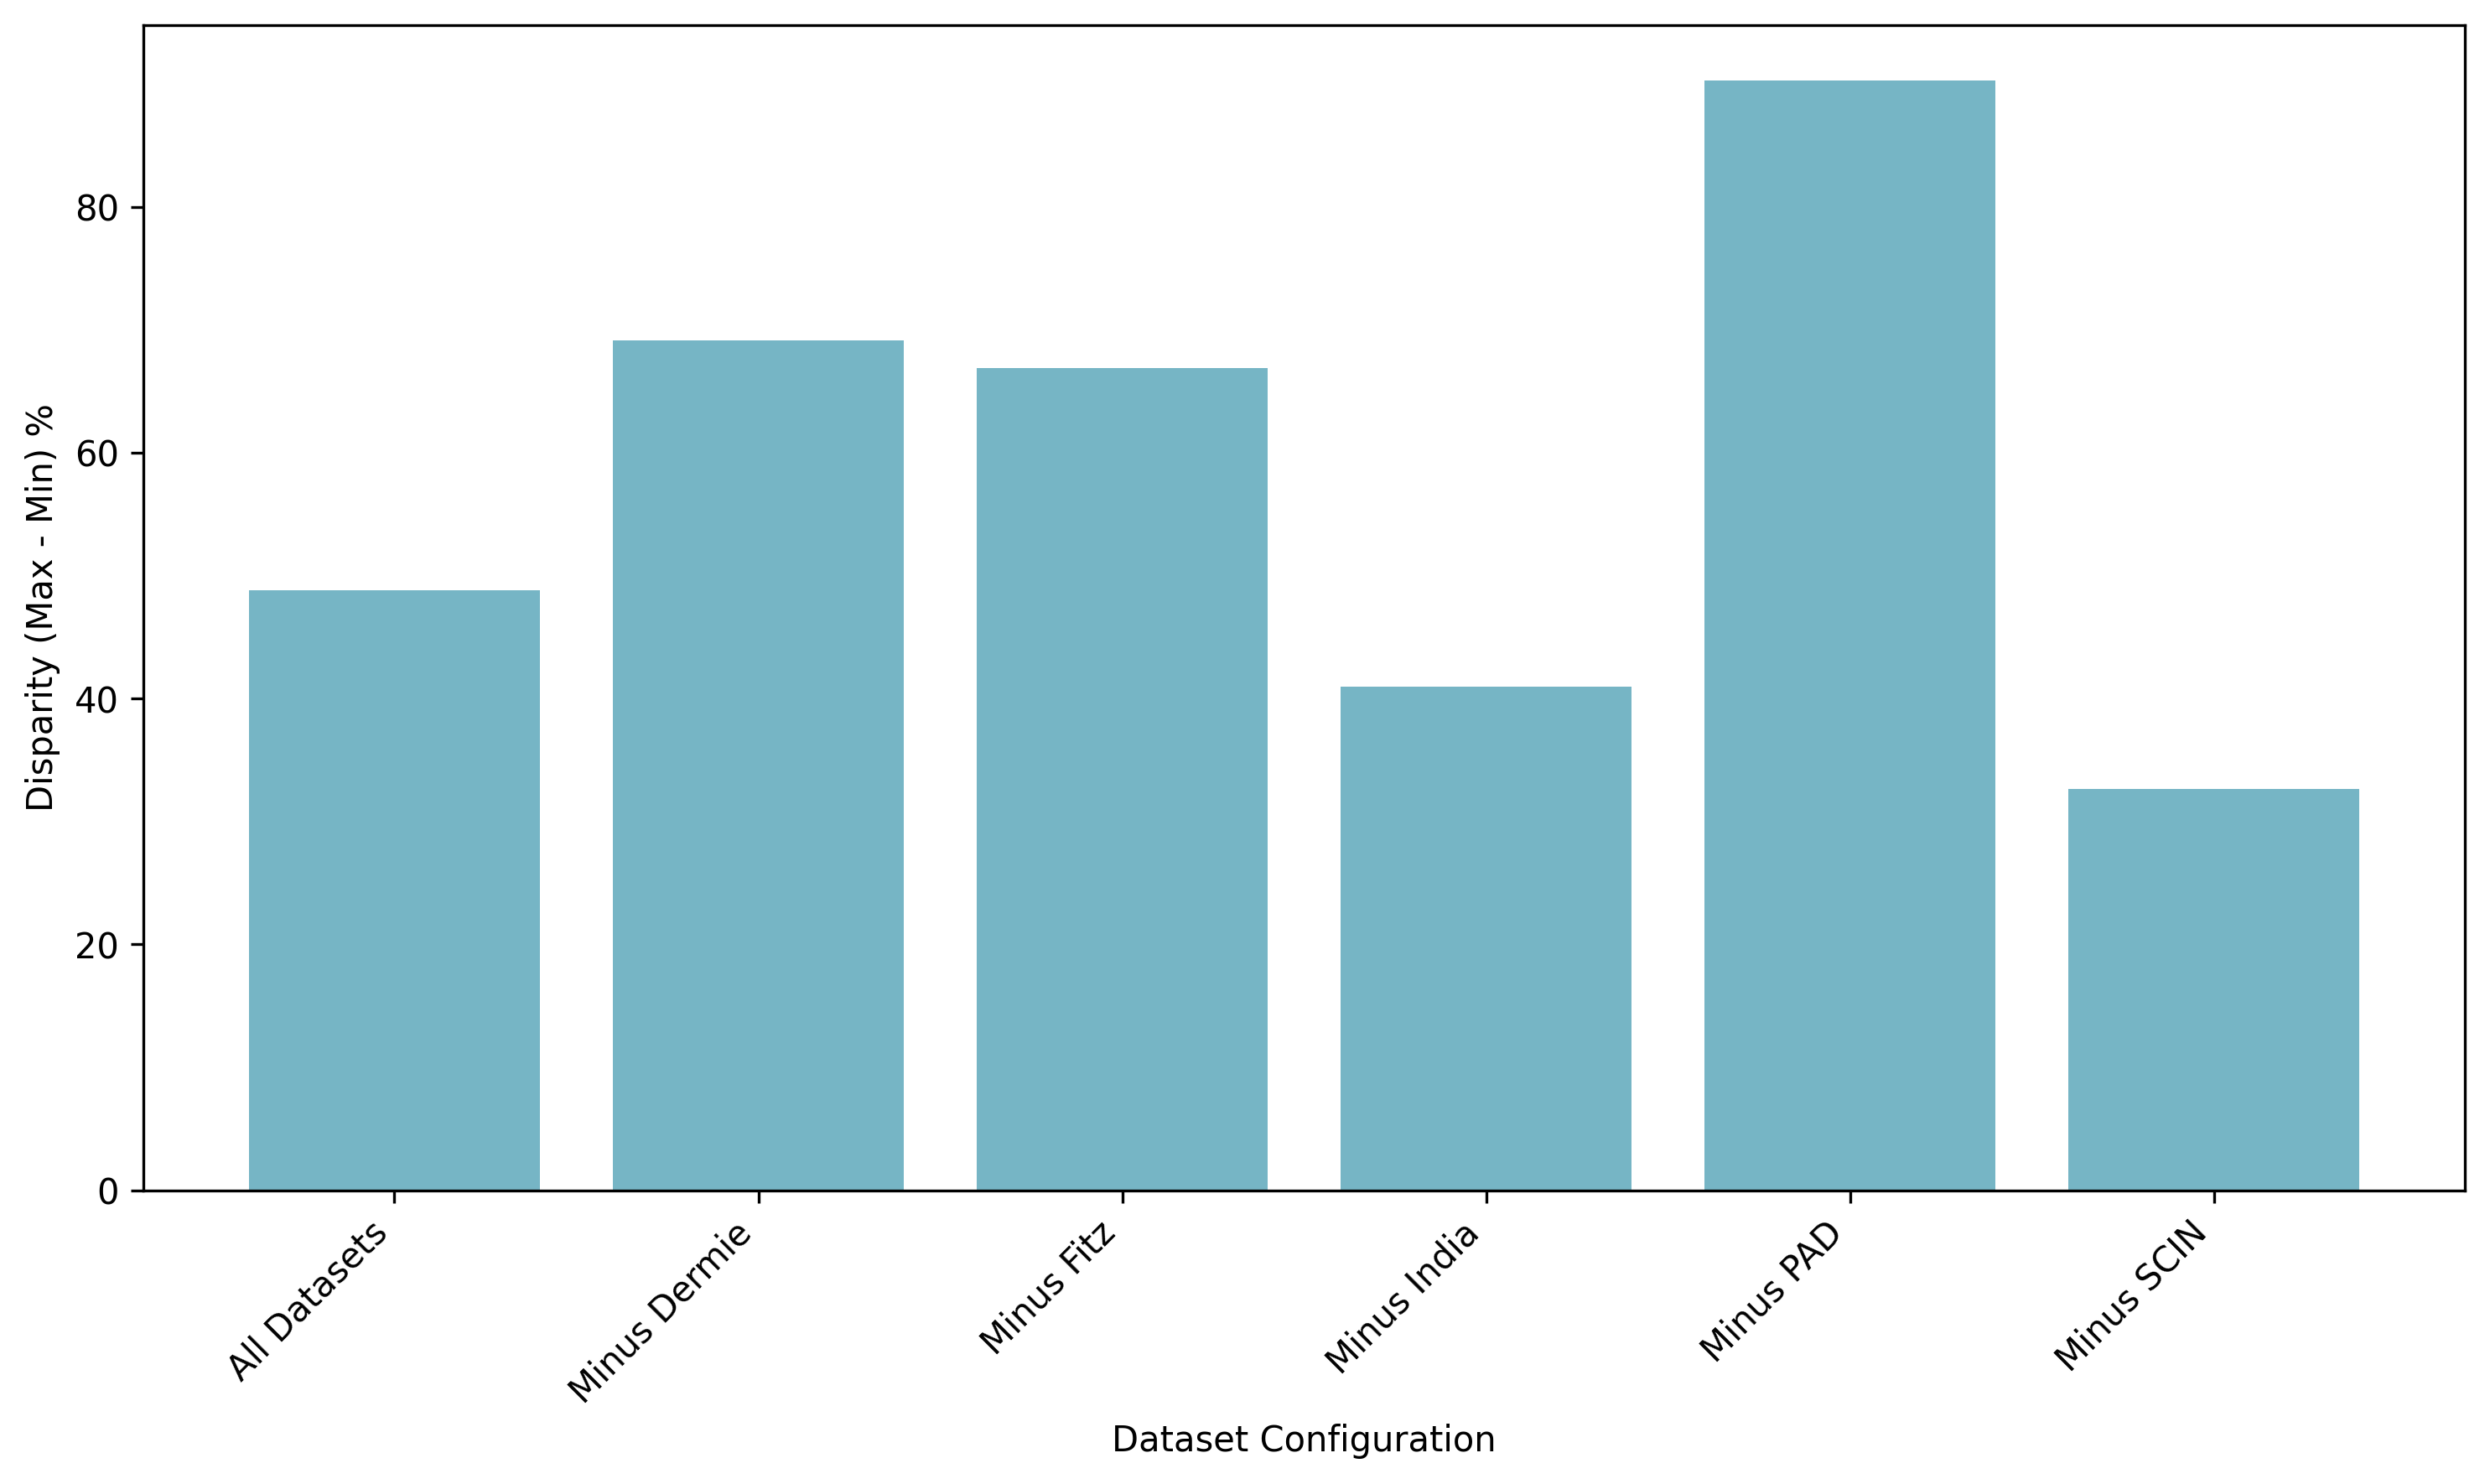 Disparity (Max - Min) %
80
60
40
20
0
All Datasets
Minus Dermie
Minus Fitz
Minus India
Minus PAD
Minus SCIN
Dataset Configuration